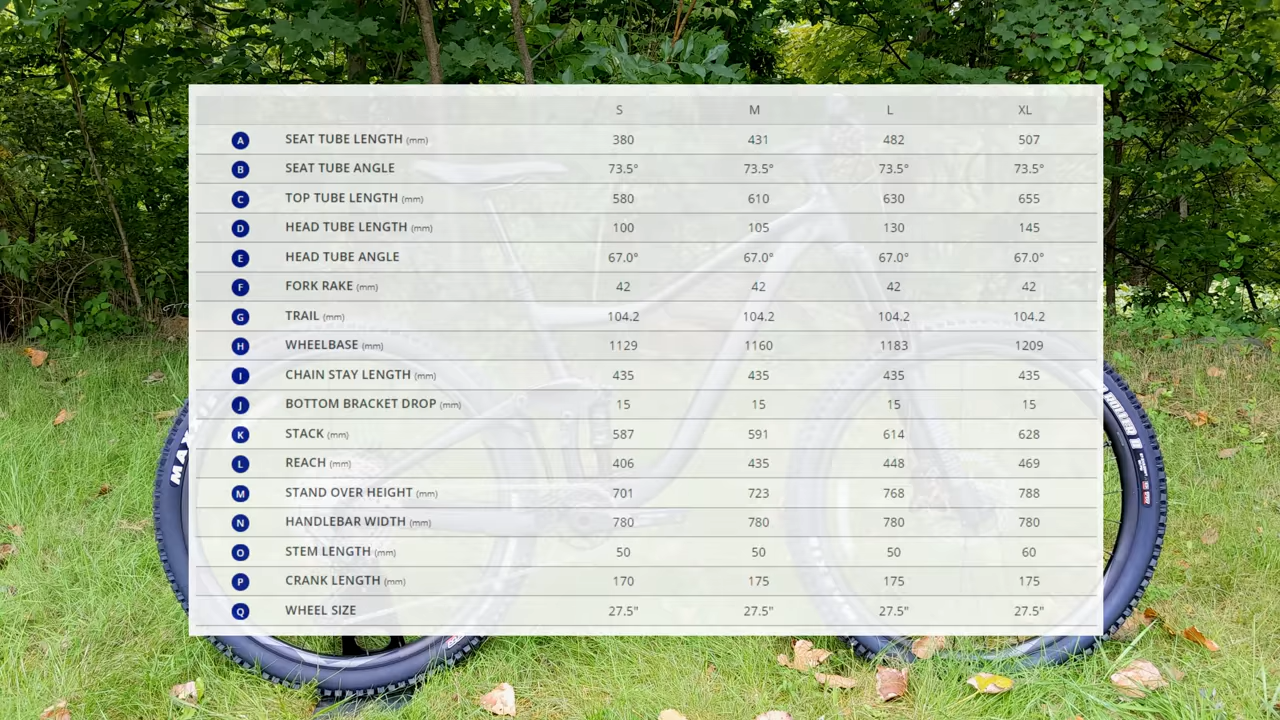 S M L XL
A SEAT TUBE LENGTH (mm) 380 431 482 507
B SEAT TUBE ANGLE 73.5° 73.5° 73.5° 73.5°
C TOP TUBE LENGTH (mm) 580 610 630 655
D HEAD TUBE LENGTH (mm) 100 105 130 145
E HEAD TUBE ANGLE 67.0° 67.0° 67.0° 67.0°
F FORK RAKE (mm) 42 42 42 42
G TRAIL (mm) 104.2 104.2 104.2 104.2
H WHEELBASE (mm) 1129 1160 1183 1209
I CHAIN STAY LENGTH (mm) 435 435 435 435
J BOTTOM BRACKET DROP (mm) 15 15 15 15
K STACK (mm) 587 591 614 628
L REACH (mm) 406 435 448 469
M STAND OVER HEIGHT (mm) 701 723 768 788
N HANDLEBAR WIDTH (mm) 780 780 780 780
O STEM LENGTH (mm) 50 50 50 60
P CRANK LENGTH (mm) 170 175 175 175
Q WHEEL SIZE 27.5" 27.5" 27.5" 27.5"